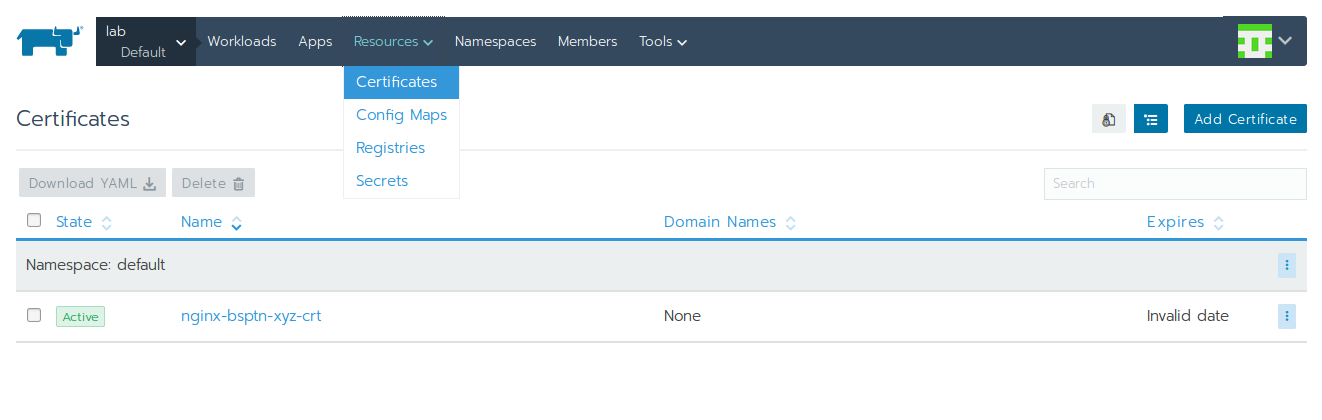 lab
Default
Workloads Apps Resources Namespaces Members Tools
Certificates
Config Maps
Registries
Secrets
Certificates
Add Certificate
Download YAML Delete
Search
State Name Domain Names Expires
Namespace: default
Active nginx-bsptn-xyz-crt None Invalid date